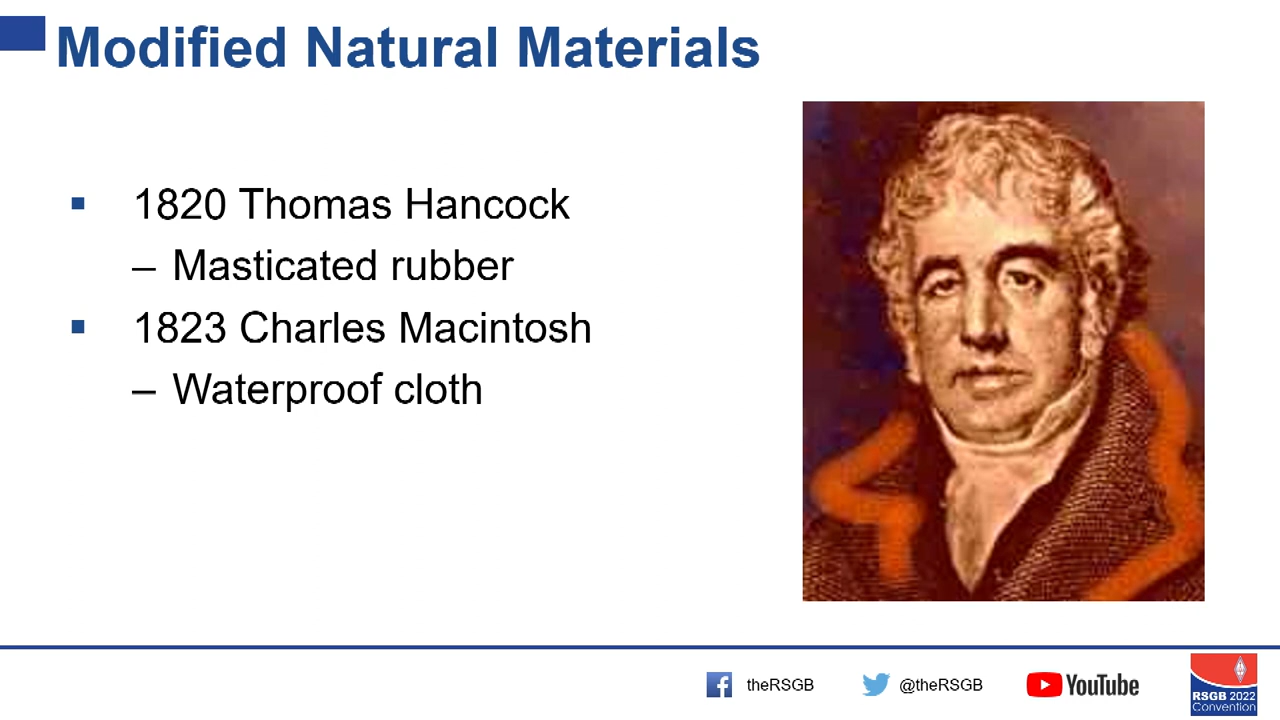 Modified Natural Materials
▪ 1820 Thomas Hancock
– Masticated rubber
▪ 1823 Charles Macintosh
– Waterproof cloth
theRSGB
@theRSGB
YouTube
RSGB 2022
Convention